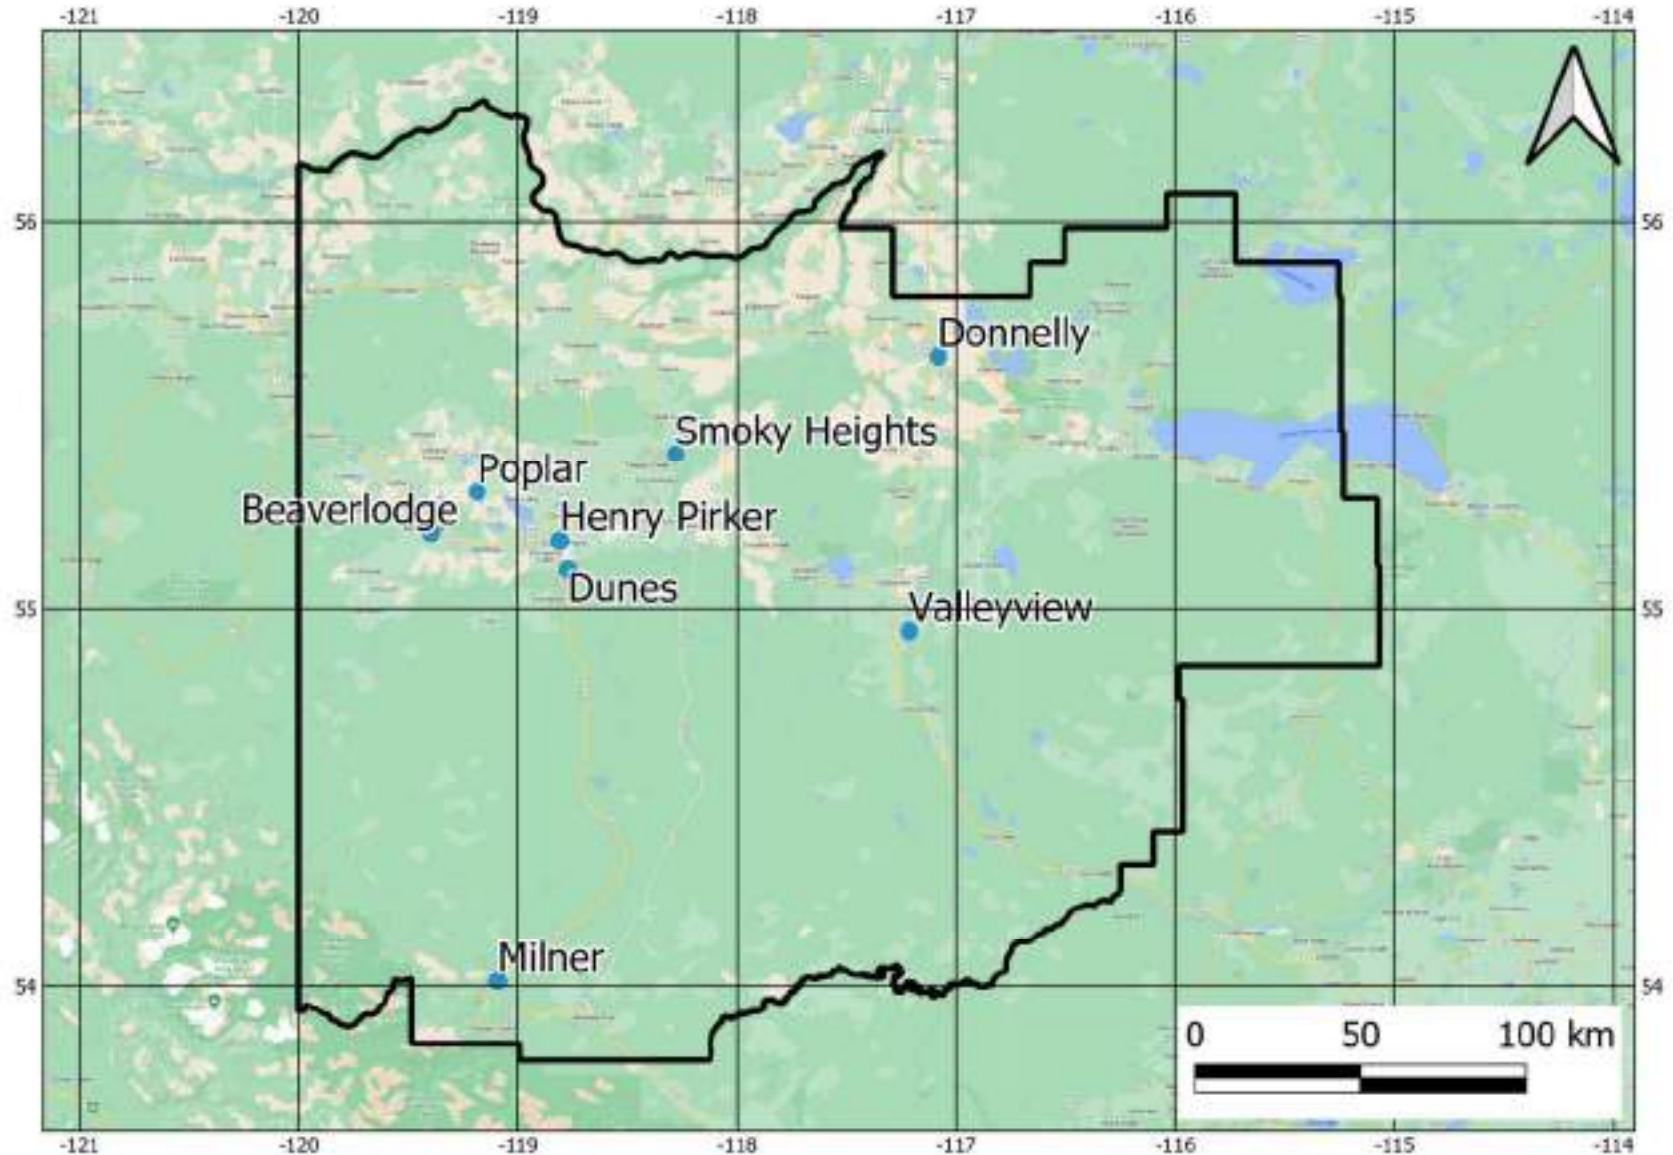 -121 -120 -119 -118 -117 -116 -115 -114
56 56
Donnelly
Smoky Heights
Poplar
Beaverlodge
Henry Pirker
Dunes
Valleyview
55 55
Milner
54 54
0 50 100 km
-121 -120 -119 -118 -117 -116 -115 -114